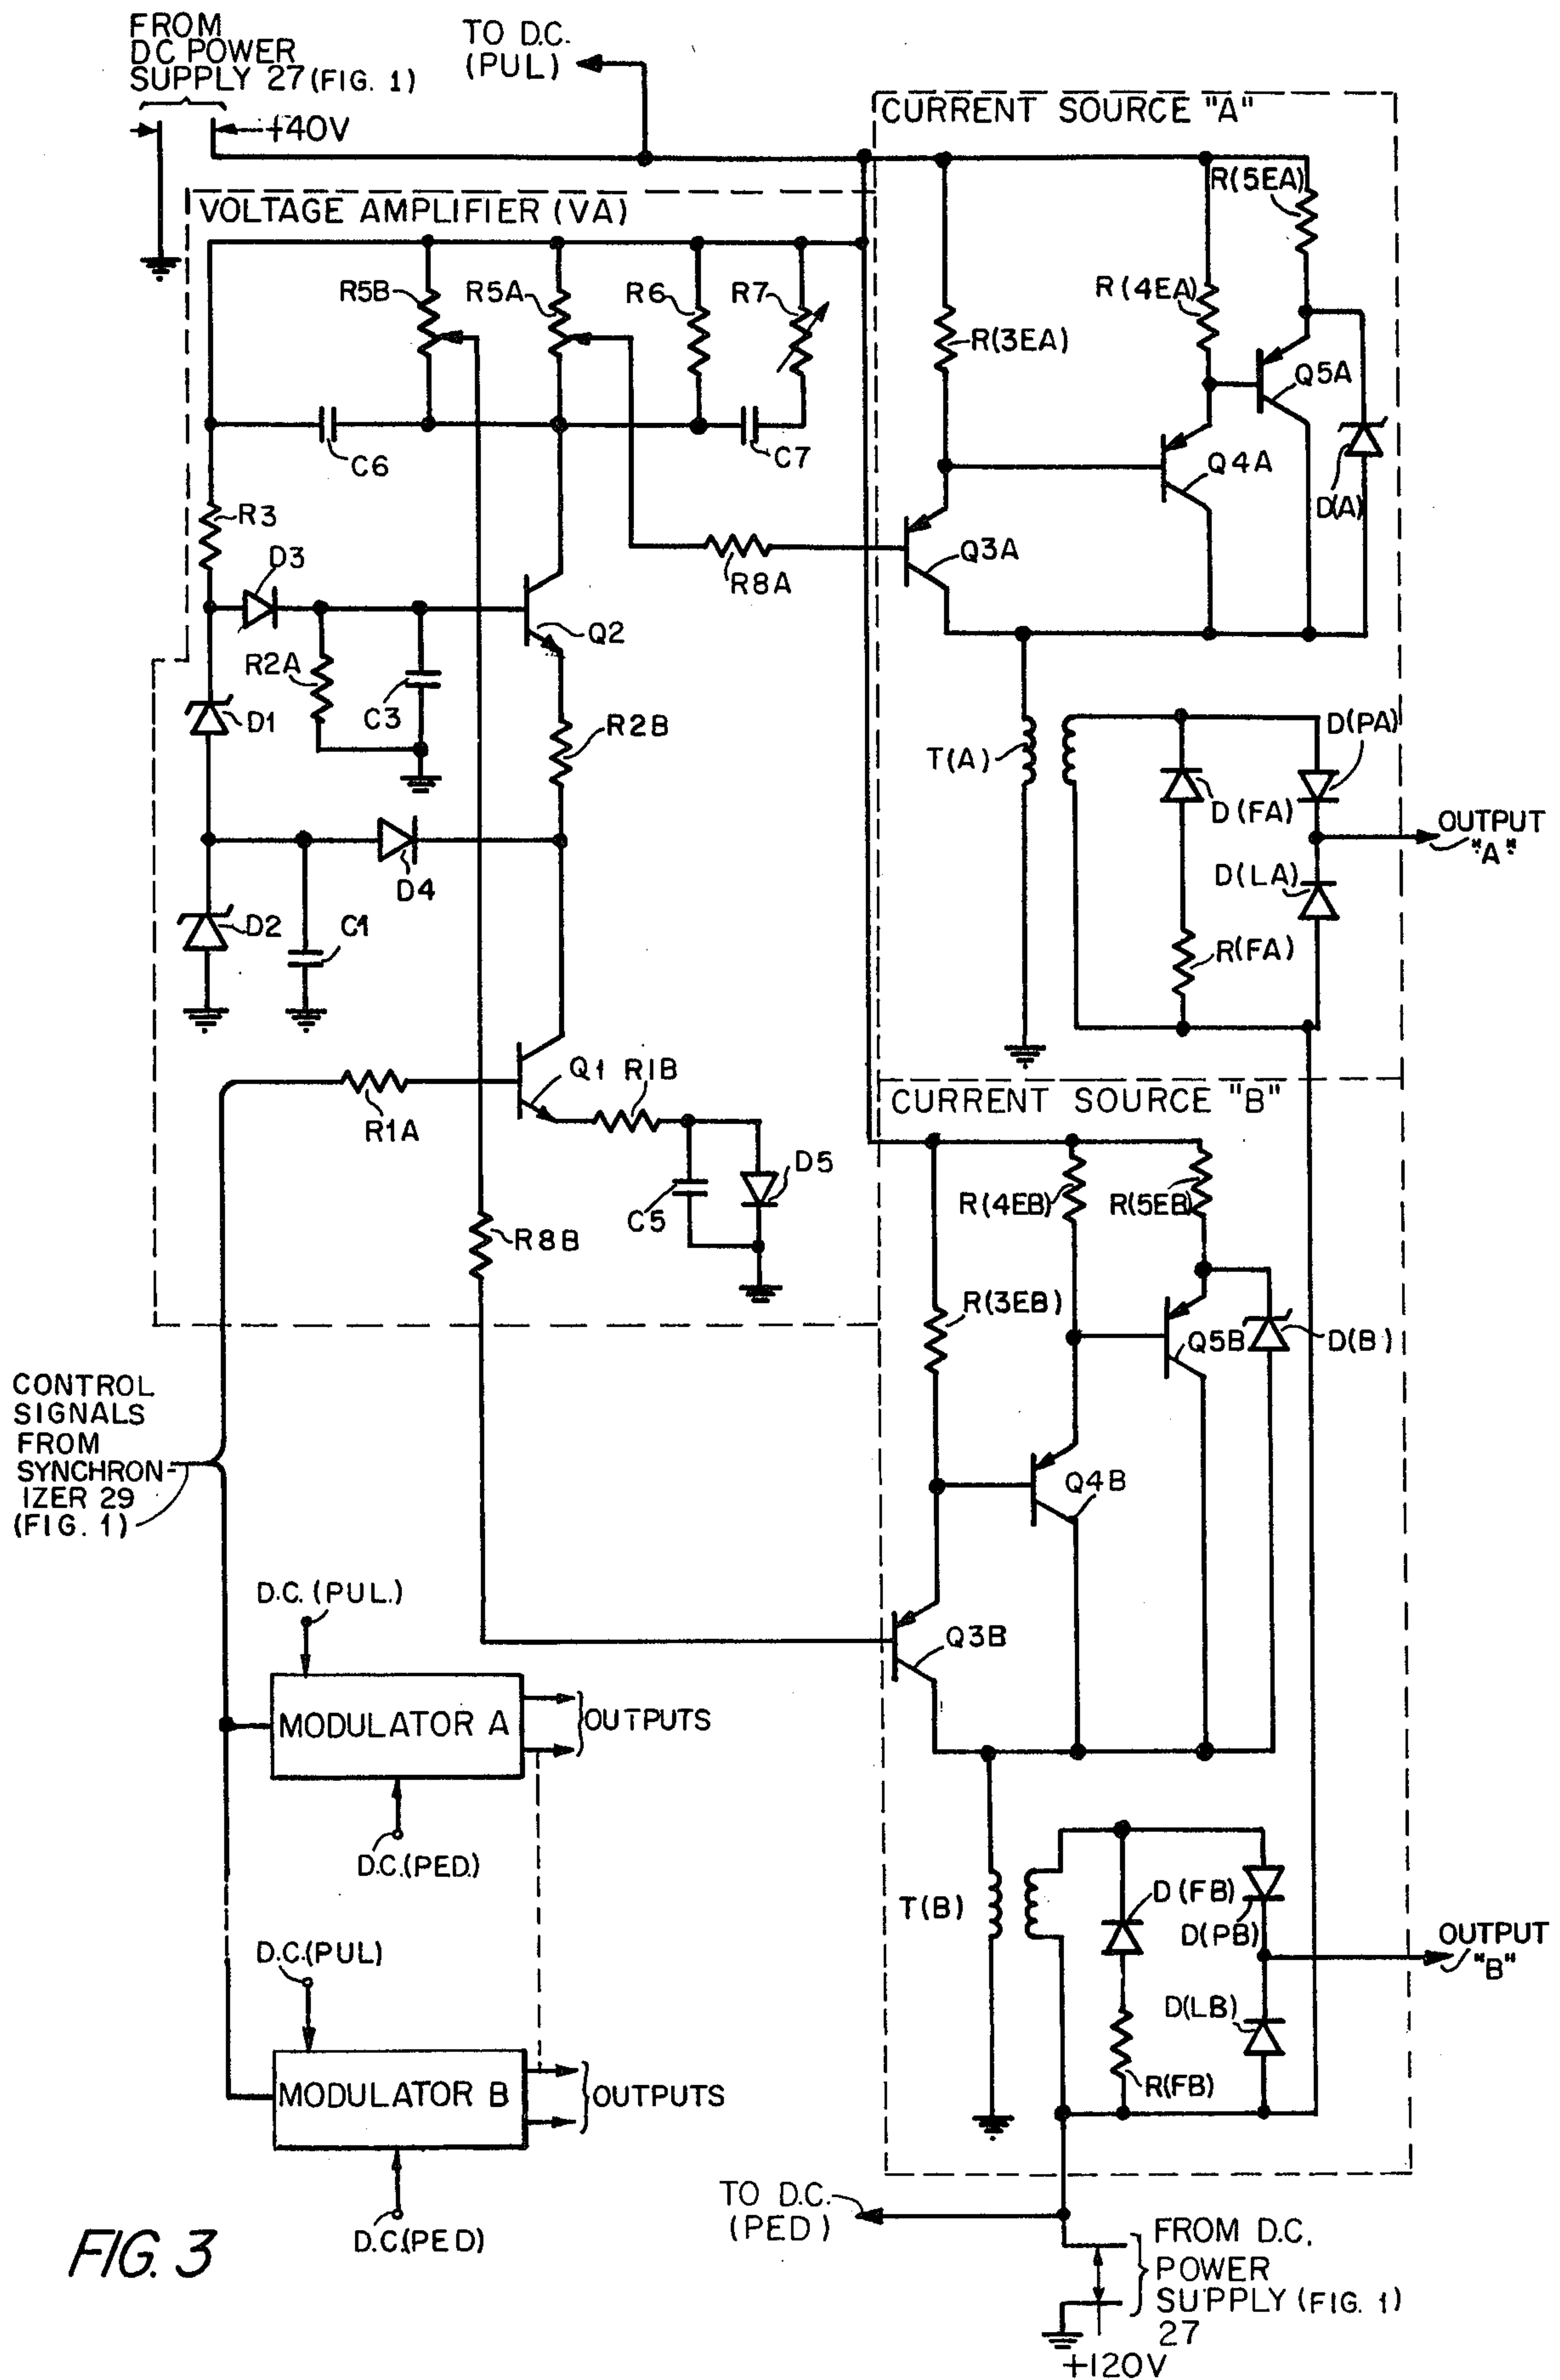 FROM
DC POWER
SUPPLY 27 (FIG. 1)
+40V
TO D.C.
(PUL)
CURRENT SOURCE "A"
VOLTAGE AMPLIFIER (VA)
R(5EA)
R5B
R5A
R6
R7
R(4EA)
R(3EA)
Q5A
C6
C7
Q4A
D(A)
R3
D3
R8A
Q3A
Q2
R2A
C3
D1
R2B
T(A)
D(PA)
D(FA)
OUTPUT
"A"
D4
D(LA)
D2
C1
R(FA)
Q1
R1B
R1A
CURRENT SOURCE "B"
D5
C5
R(4EB)
R(5EB)
R8B
R(3EB)
Q5B
D(B)
CONTROL
SIGNALS
FROM
SYNCHRON-
IZER 29
(FIG. 1)
Q4B
D.C. (PUL.)
Q3B
MODULATOR A
OUTPUTS
D.C.(PED.)
T(B)
D(FB)
D(PB)
OUTPUT
"B"
D.C.(PUL)
D(LB)
MODULATOR B
OUTPUTS
R(FB)
D.C.(PED)
TO D.C.
(PED)
FROM D.C.
POWER
SUPPLY (FIG. 1)
27
+120V
FIG. 3